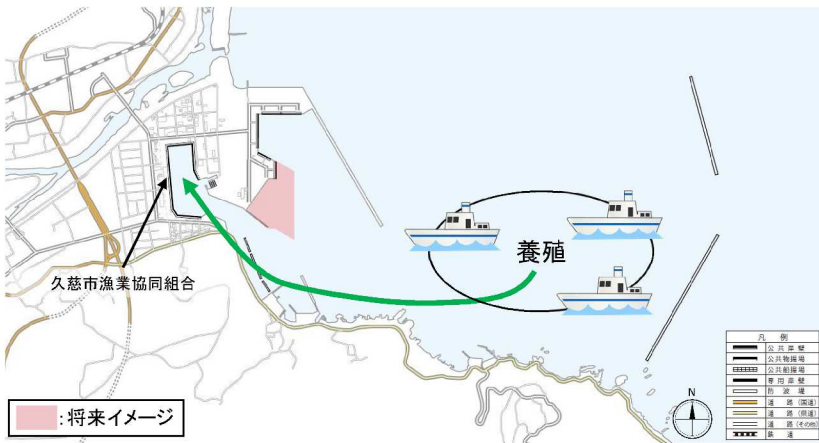 養殖
久慈市漁業協同組合
:将来イメージ
N
凡 例
公共岸壁
公共物揚場
公共船揚場
専用岸壁
防波堤
道路(国道)
道路(県道)
道路(その他)
鉄道